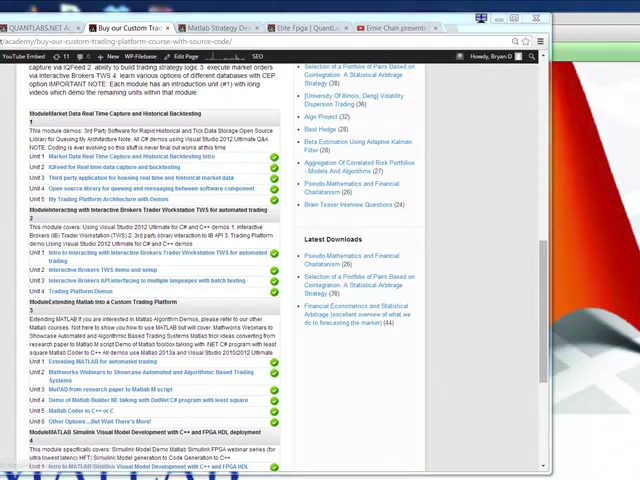 QUANTLABS.NET Ac
Buy our Custom Trad
Matlab Strategy Dev
Elite Fpga | QuantLab
Ernie Chan present
/academy/buy-our-custom-trading-platform-course-with-source-code/
YouTube Embed
11
0
New
WP-Filebase
Edit Page
SEO
Howdy, Bryan D
capture via IQFeed 2. ability to build trading strategy logic 3. execute market orders
via Interactive Brokers TWS 4. learn various options of different databases with CEP
option IMPORTANT NOTE: Each module has an introduction unit (#1) with long
videos which demo the remaining units within that module
ModuleMarket Data Real Time Capture and Historical Backtesting
1
This module demos: 3rd Party Software for Rapid Historical and Tick Data Storage Open Source
Library for Queuing My Architecture Note: All C# demos using Visual Studio 2012 Ultimate Q&A
NOTE: Coding is ever evolving so this stuff is never final but works at this time
Unit 1 Market Data Real Time Capture and Historical Backtesting Intro
Unit 2 IQFeed for Real time data capture and backtesting
Unit 3 Third party application for housing real time and historical market data
Unit 4 Open source library for queuing and messaging between software component
Unit 5 My Trading Platform Architecture with Demos
ModuleInteracting with Interactive Brokers Trader Workstation TWS for automated trading
2
This module covers: Using Visual Studio 2012 Ultimate for C# and C++ demos 1. Interactive
Brokers (IB) Trader Workstation (TWS) 2. 3rd party library interaction to IB API 3. Trading Platform
demo Using Visual Studio 2012 Ultimate for C# and C++ demos
Unit 1 Intro to Interacting with Interactive Brokers Trader Workstation TWS for automated
trading
Unit 2 Interactive Brokers TWS demo and setup
Unit 3 Interactive Brokers API interfacing to multiple languages with batch testing
Unit 4 Trading Platform Demos
ModuleExtending Matlab Into a Custom Trading Platform
3
Extending MATLAB If you are interested in Matlab Algorithm Demos, please refer to our other
Matlab courses. Not here to show you how to use MATLAB but will cover. Mathworks Webinars to
Showcase Automated and Algorithmic Based Trading Systems Matlab trick ideas converting from
research paper to Matlab M script Demo of Matlab toolbox talking with .NET C# program with least
square Matlab Coder to C++ All demos use Matlab 2013a and Visual Studio 2010/2012 Ultimate
Unit 1 Extending MATLAB for automated trading
Unit 2 Mathworks Webinars to Showcase Automated and Algorithmic Based Trading
Systems
Unit 3 MuPAD from research paper to Matlab M script
Unit 4 Demo of Matlab Builder NE talking with DotNet C# program with least square
Unit 5 Matlab Coder to C++ or C
Unit 6 Other Options ...But Wait There's More!
ModuleMATLAB Simulink Visual Model Development with C++ and FPGA HDL deployment
4
This module specifically covers: Simulink Model Demo Matlab Simulink FPGA webinar series (for
ultra lowest latency HFT) Simulink Model generation to Code Generation to C++
Unit 1 Intro to MATLAB Simulink Visual Model Development with C++ and FPGA HDL
Selection of a Portfolio of Pairs Based on
Cointegration: A Statistical Arbitrage
Strategy (38)
[University Of Illinois, Deng] Volatility
Dispersion Trading (36)
Algo Project (32)
Best Hedge (28)
Beta Estimation Using Adaptive Kalman
Filter (28)
Aggregation Of Correlated Risk Portfolios
- Models And Algorithms (27)
Pseudo-Mathematics and Financial
Charlatanism (26)
Brain Teaser Interview Questions (24)
Latest Downloads
Pseudo-Mathematics and Financial
Charlatanism (26)
Selection of a Portfolio of Pairs Based on
Cointegration: A Statistical Arbitrage
Strategy (38)
Financial Econometrics and Statistical
Arbitrage (excellent overview of what we
do to forecasting the market) (44)